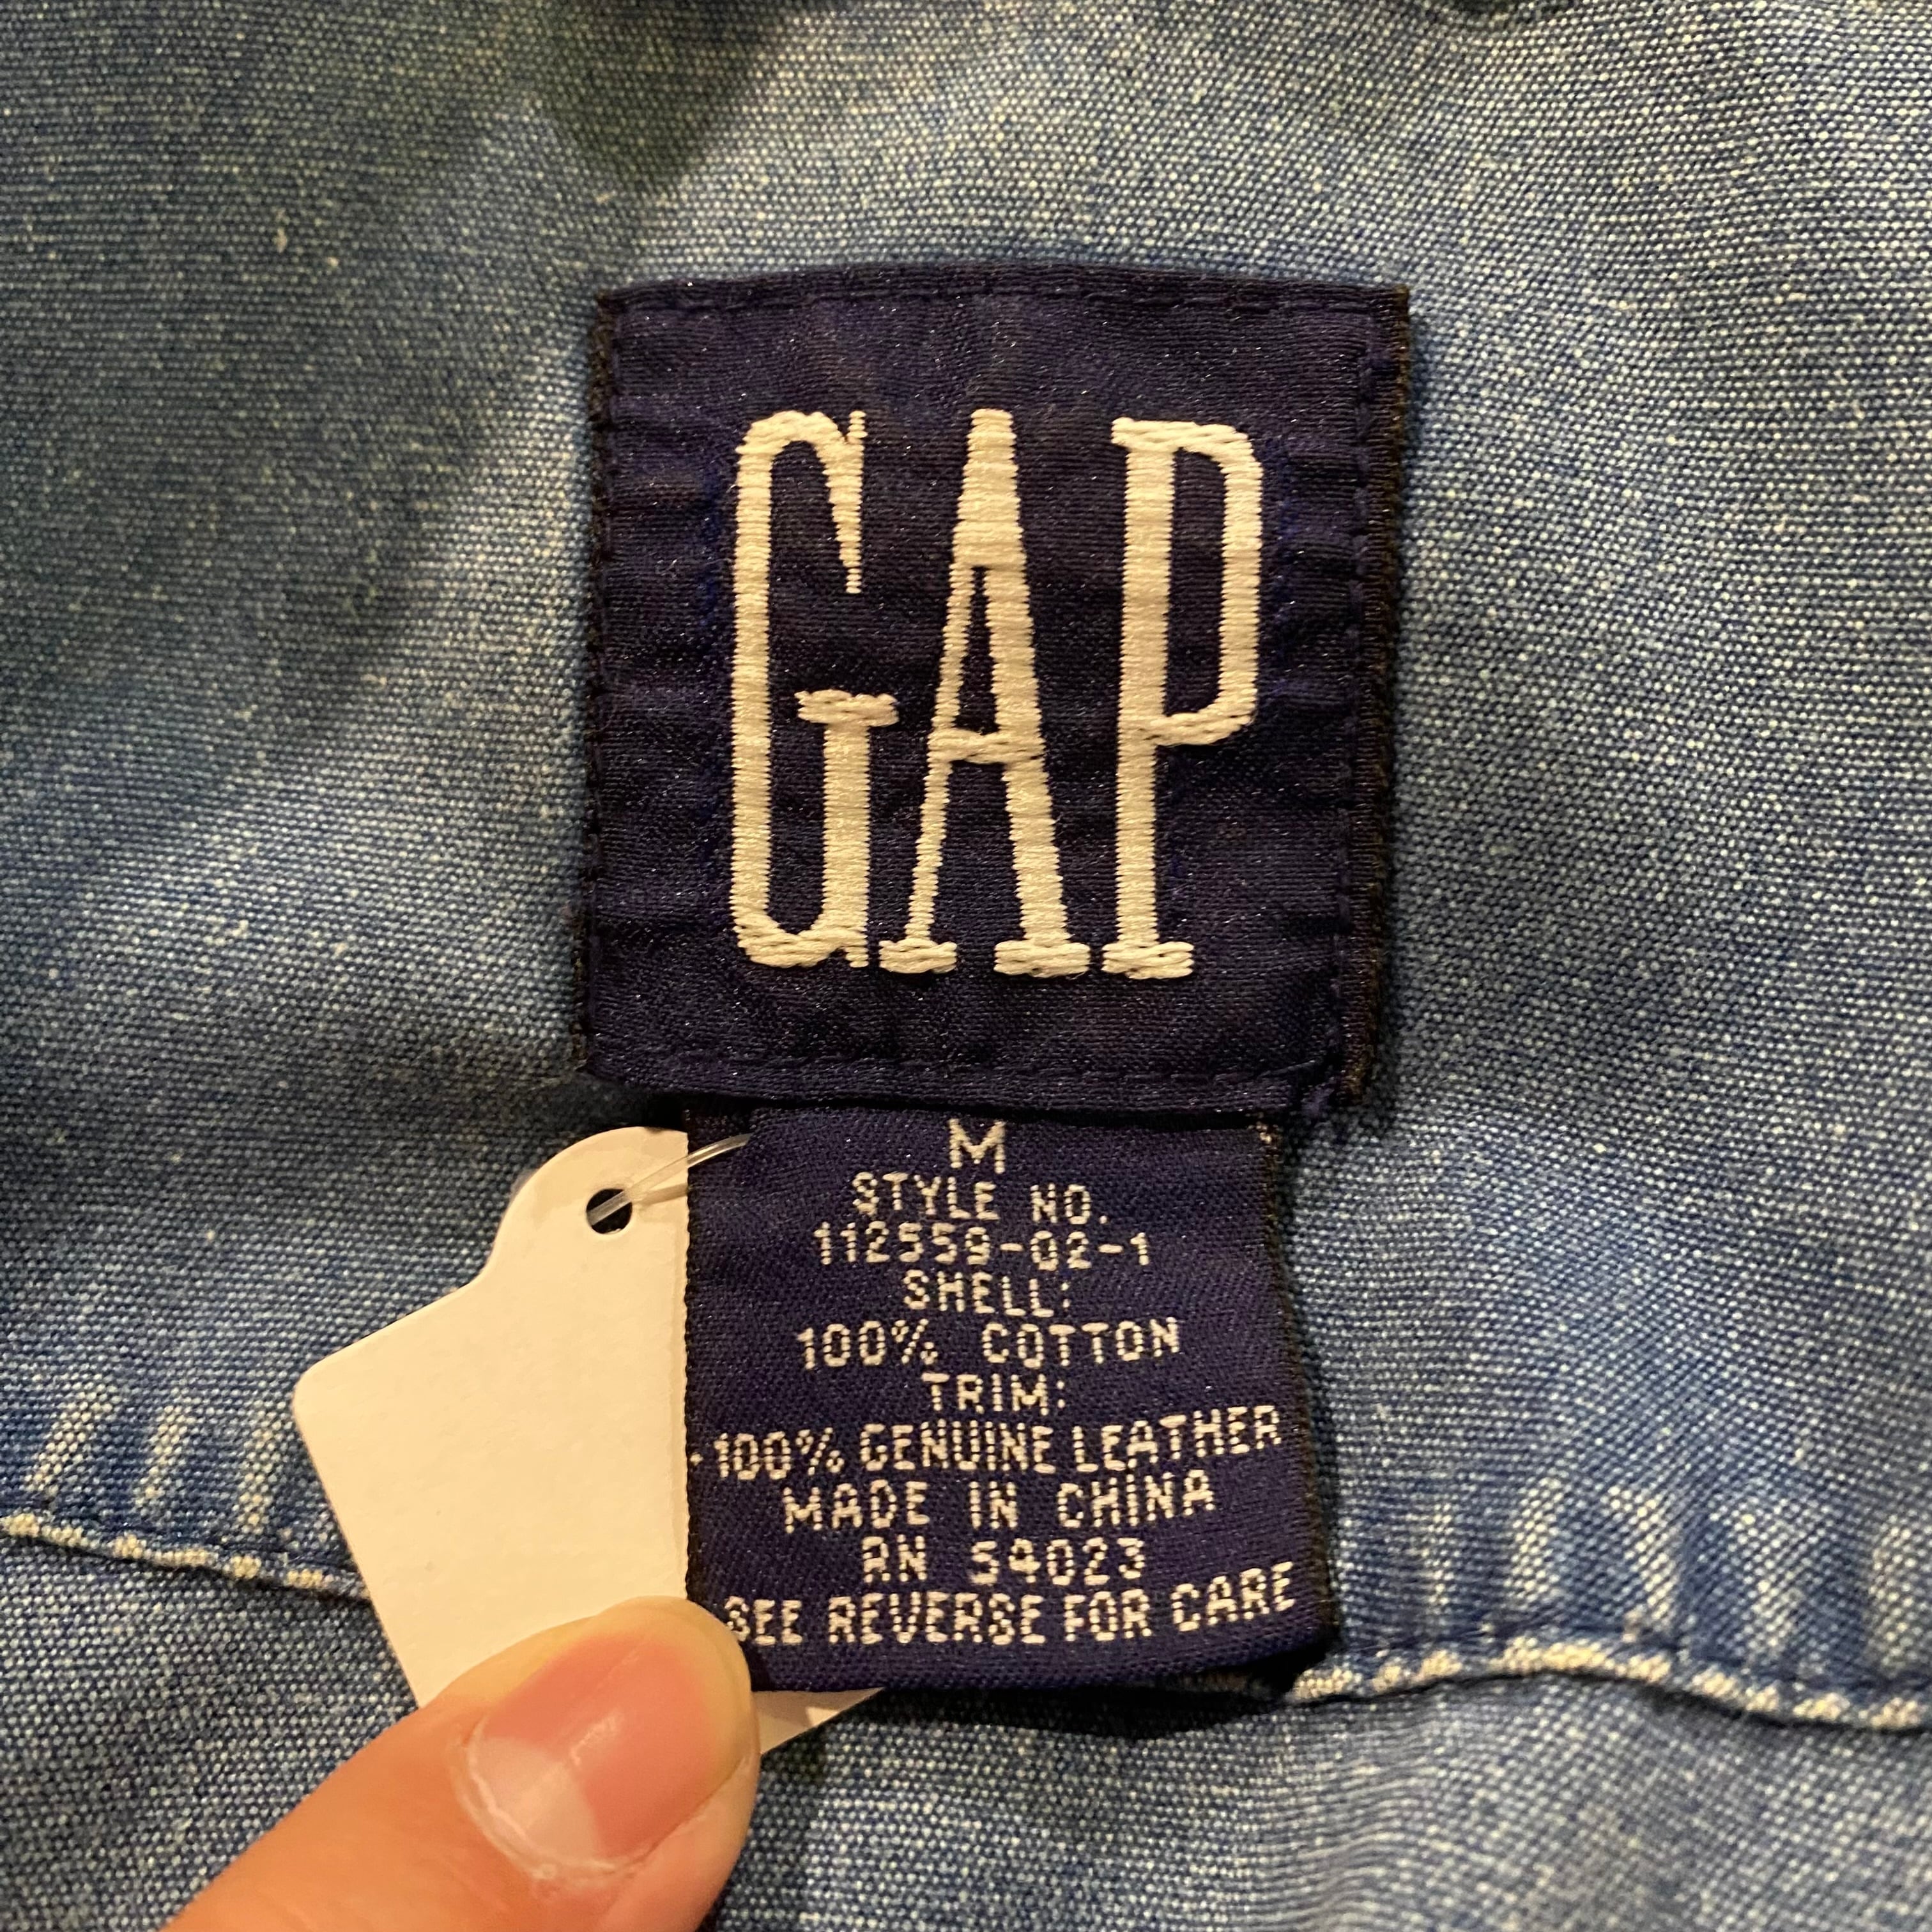 GAP
M
STYLE NO.
112559-02-1
SHELL:
100% COTTON
TRIM:
100% GENUINE LEATHER
MADE IN CHINA
RN 54023
SEE REVERSE FOR CARE